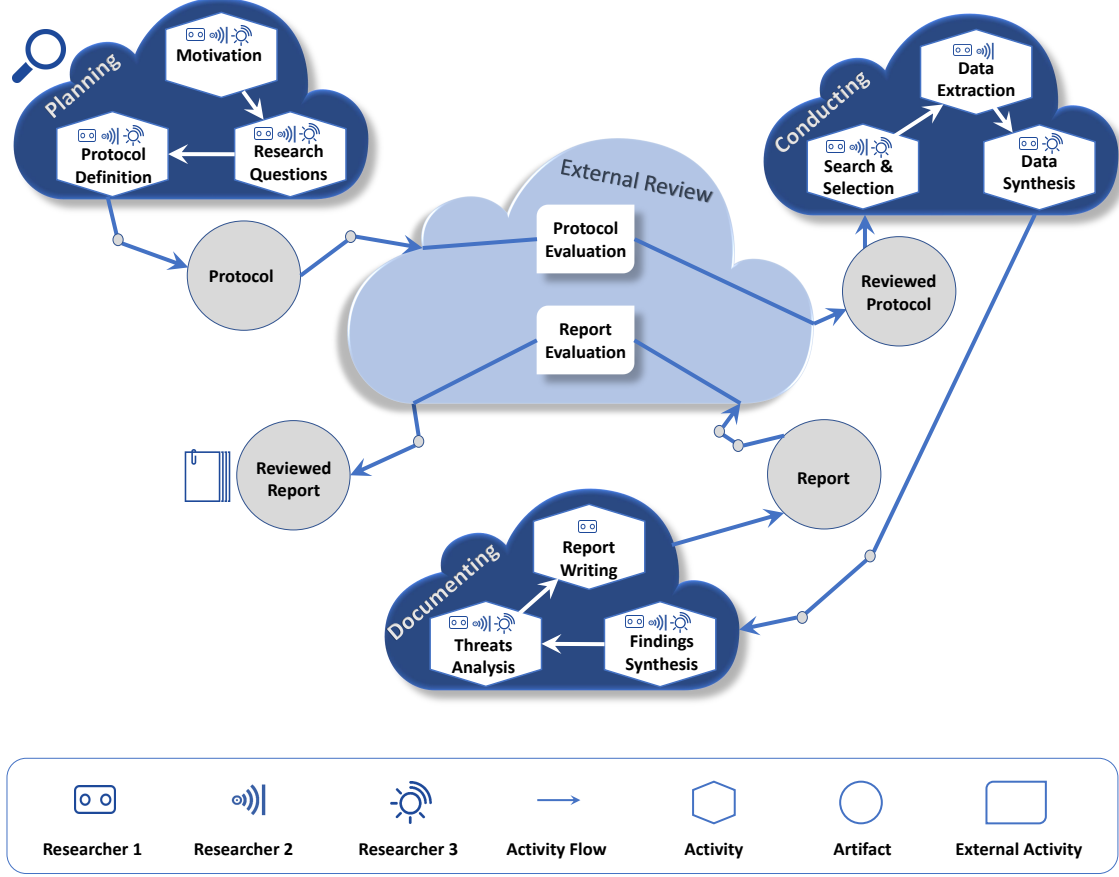 Planning
Motivation
Protocol
Definition
Research
Questions
Conducting
Data
Extraction
Search &
Selection
Data
Synthesis
External Review
Protocol
Evaluation
Report
Evaluation
Protocol
Reviewed
Protocol
Reviewed
Report
Report
Documenting
Report
Writing
Threats
Analysis
Findings
Synthesis
Researcher 1
Researcher 2
Researcher 3
Activity Flow
Activity
Artifact
External Activity